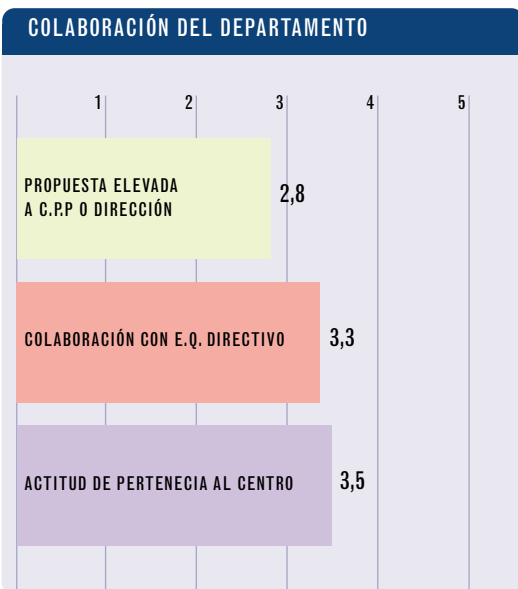 COLABORACIÓN DEL DEPARTAMENTO
1 2 3 4 5
PROPUESTA ELEVADA
A C.P.P O DIRECCIÓN
2,8
COLABORACIÓN CON E.Q. DIRECTIVO
3,3
ACTITUD DE PERTENECIA AL CENTRO
3,5